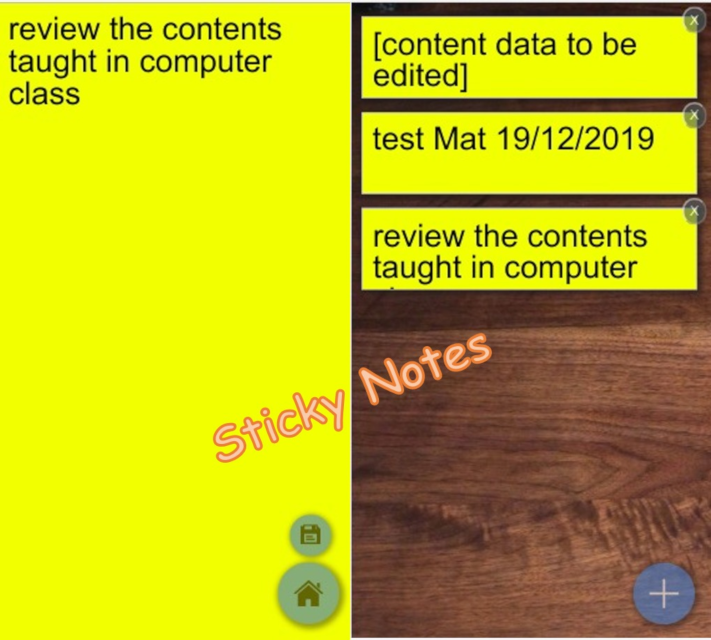 review the contents
taught in computer
class
[content data to be
edited]
test Mat 19/12/2019
review the contents
taught in computer
Sticky Notes
X
X
X